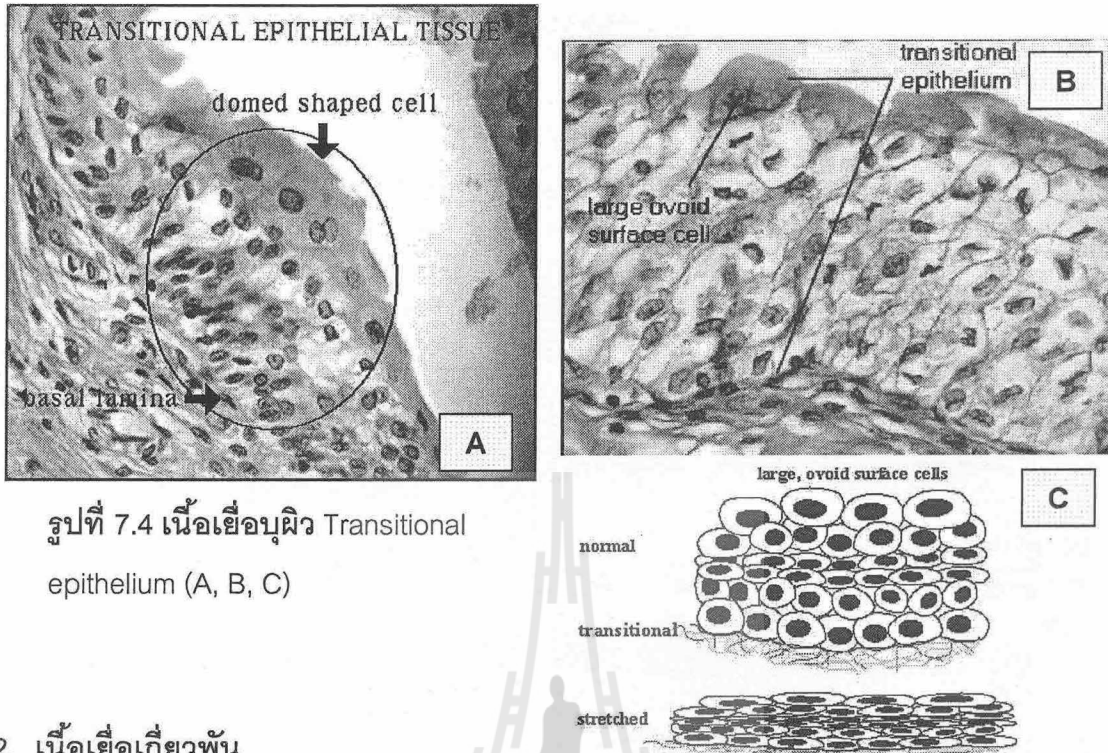 TRANSITIONAL EPITHELIAL TISSUE
domed shaped cell
basal lamina
A
transitional
epithelium
B
large ovoid
surface cell
รูปที่ 7.4 เนื้อเยื่อบุผิว Transitional
epithelium (A, B, C)
large, ovoid surface cells
C
normal
transitional
stretched
2 เนื้อเยื่อเกี่ยวพัน